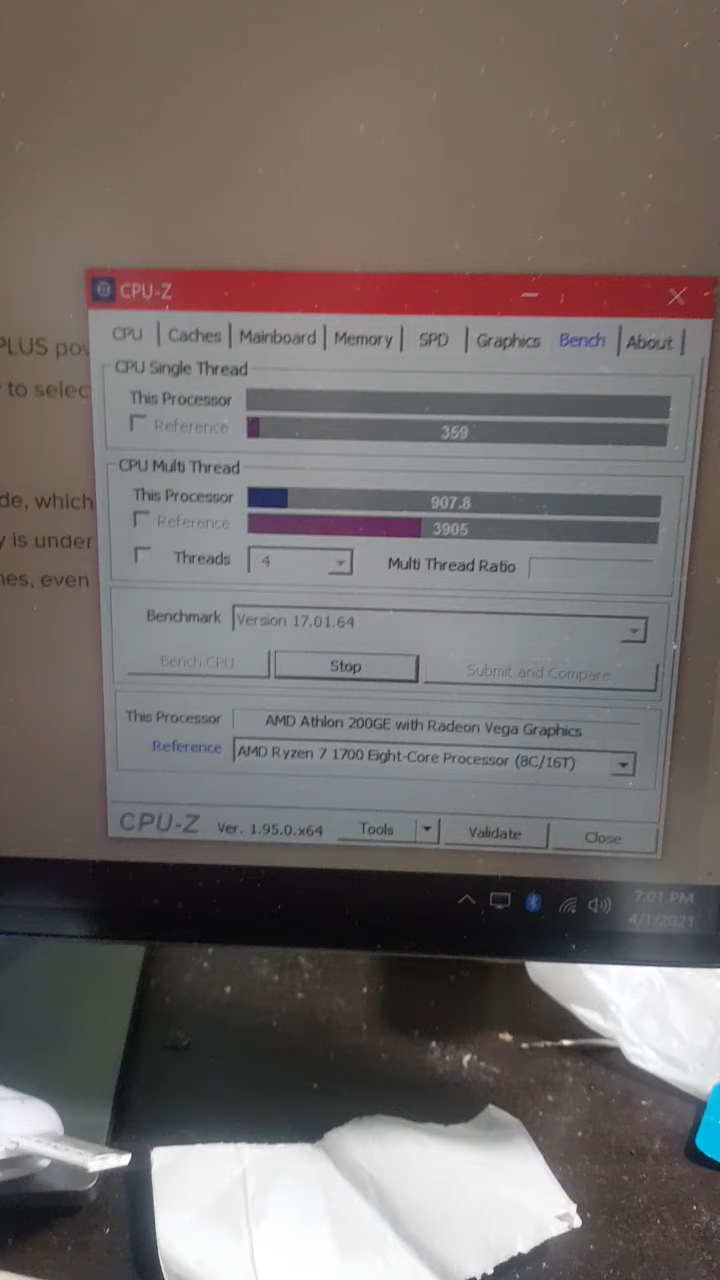 CPU-Z
PLUS pov
to selec
de, which
y is under
nes, even
CPU Caches Mainboard Memory SPD Graphics Bench About
CPU Single Thread
This Processor
Reference 359
CPU Multi Thread
This Processor 907.8
Reference 3905
Threads 4 Multi Thread Ratio
Benchmark Version 17.01.64
Bench CPU Stop Submit and Compare
This Processor AMD Athlon 200GE with Radeon Vega Graphics
Reference AMD Ryzen 7 1700 Eight-Core Processor (8C/16T)
CPU-Z Ver. 1.95.0.x64 Tools Validate Close
7:01 PM
4/1/2021